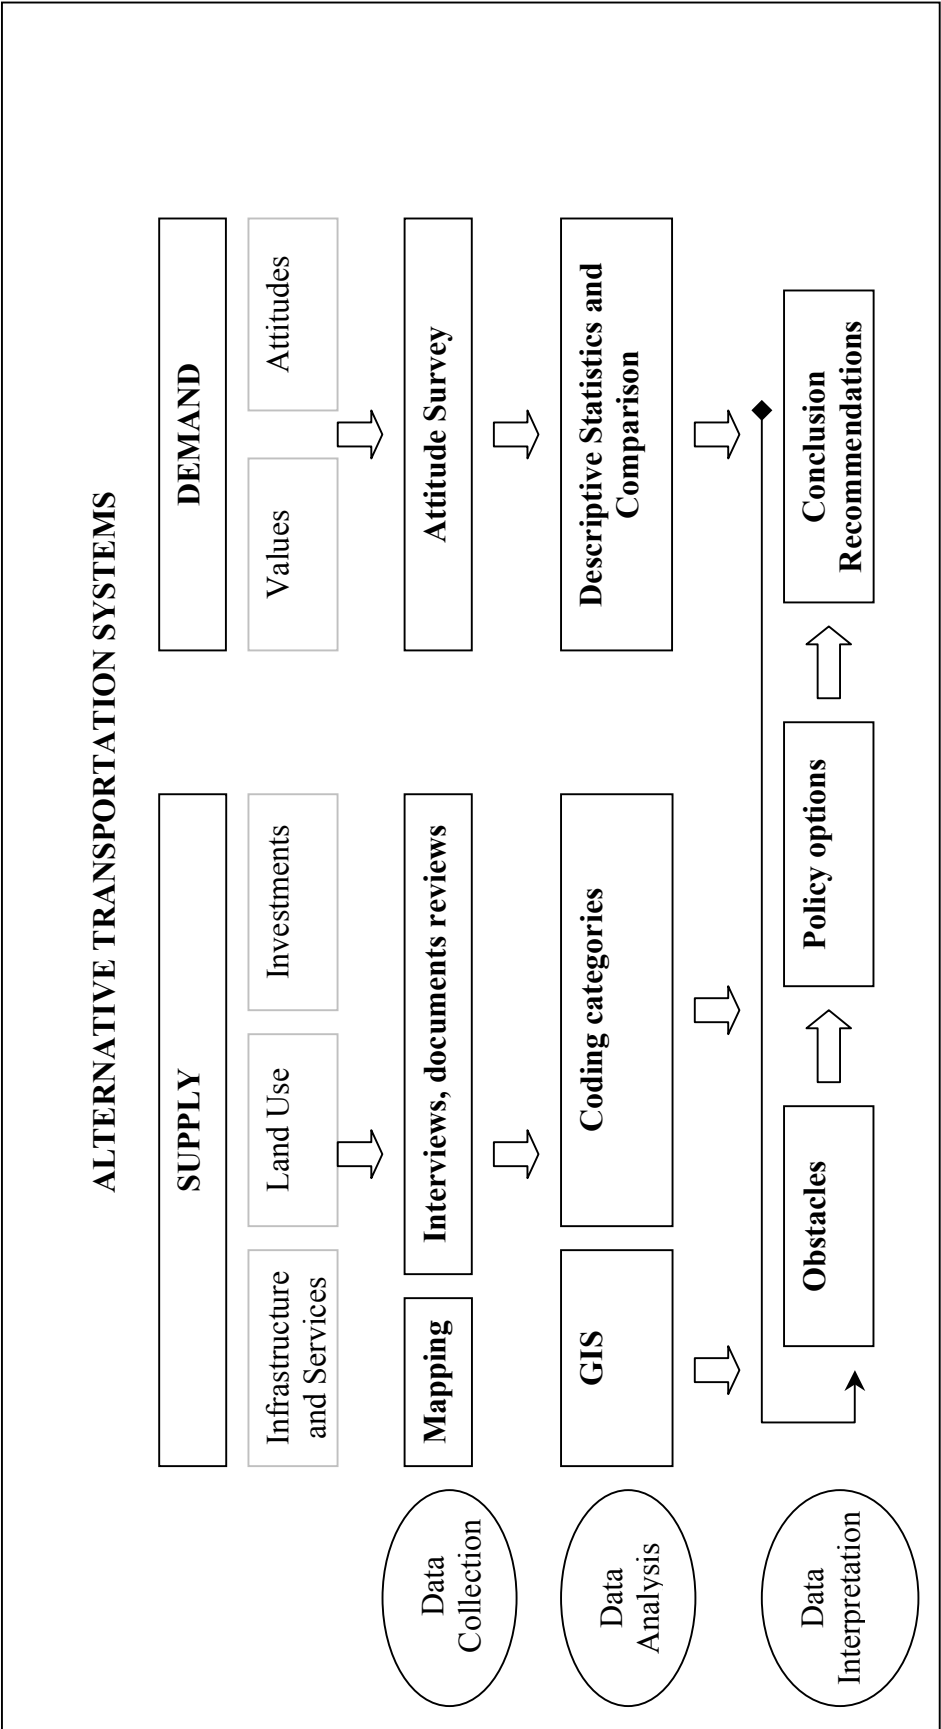 ALTERNATIVE TRANSPORTATION SYSTEMS
SUPPLY
DEMAND
Infrastructure
and Services
Land Use
Investments
Values
Attitudes
Data
Collection
Mapping
Interviews, documents reviews
Attitude Survey
Data
Analysis
GIS
Coding categories
Descriptive Statistics and
Comparison
Data
Interpretation
Obstacles
Policy options
Conclusion
Recommendations